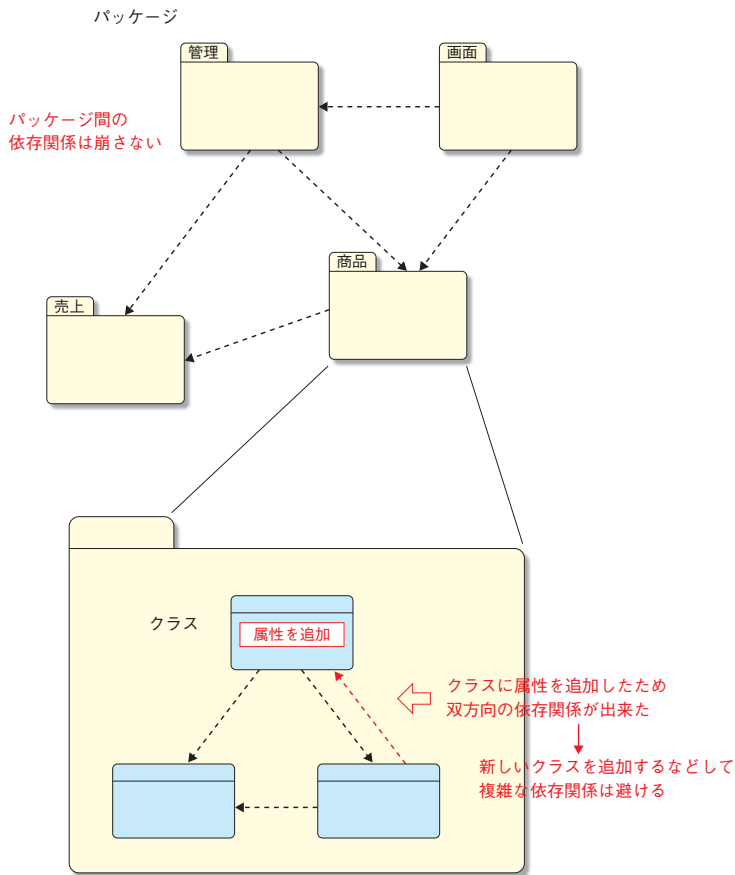 パッケージ
管理
画面
パッケージ間の
依存関係は崩さない
商品
売上
クラス
属性を追加
クラスに属性を追加したため
双方向の依存関係が出来た
新しいクラスを追加するなどして
複雑な依存関係は避ける